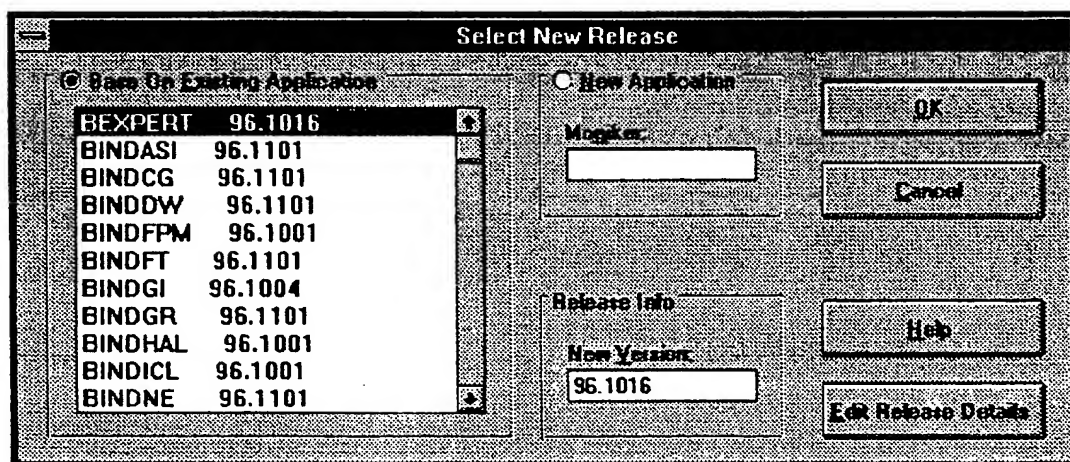 Select New Release
Base On Existing Application
BEXPERT 96.1016
BINDASI 96.1101
BINDCG 96.1101
BINDDW 96.1101
BINDFPM 96.1001
BINDFT 96.1101
BINDGI 96.1004
BINDGR 96.1101
BINDHAL 96.1001
BINDICL 96.1001
BINDNE 96.1101
New Application
Moniker:
Release Info
New Version:
96.1016
OK
Cancel
Help
Edit Release Details